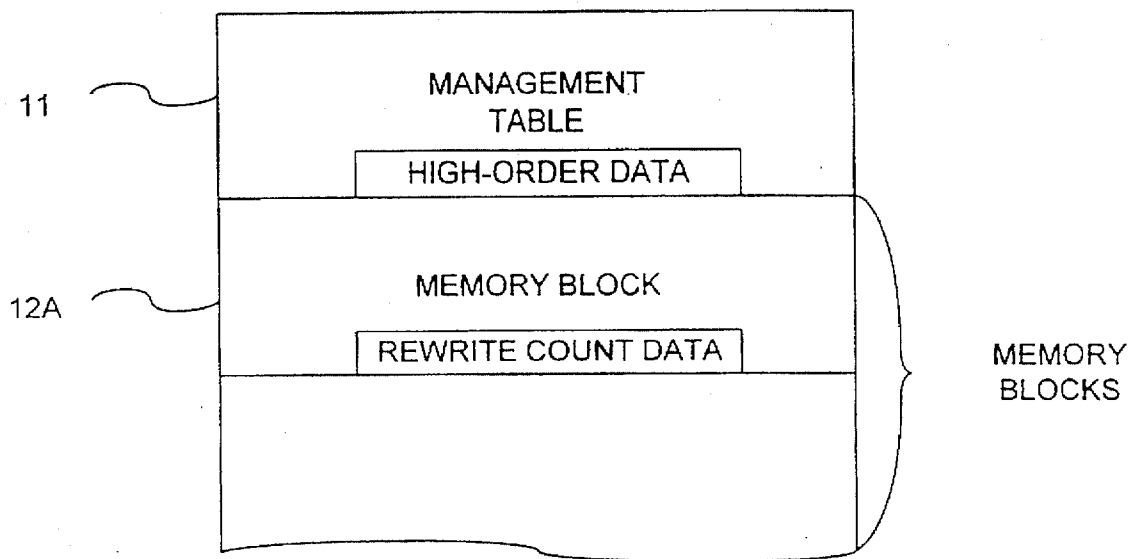 MANAGEMENT
TABLE
11
HIGH-ORDER DATA
MEMORY BLOCK
12A
REWRITE COUNT DATA
MEMORY
BLOCKS